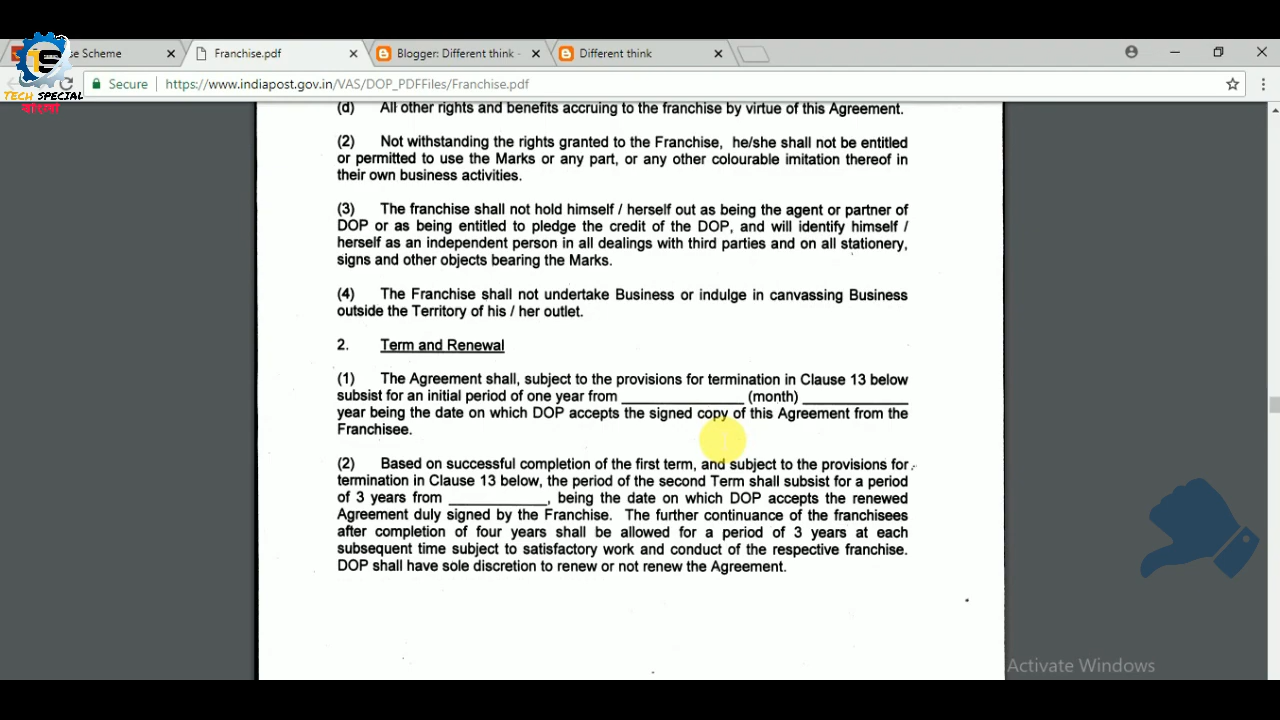 se Scheme
Franchise.pdf
Blogger: Different think -
Different think
TECH SPECIAL
বাংলা
Secure
https://www.indiapost.gov.in/VAS/DOP_PDFFiles/Franchise.pdf
(d) All other rights and benefits accruing to the franchise by virtue of this Agreement.
(2) Not withstanding the rights granted to the Franchise, he/she shall not be entitled
or permitted to use the Marks or any part, or any other colourable imitation thereof in
their own business activities.
(3) The franchise shall not hold himself / herself out as being the agent or partner of
DOP or as being entitled to pledge the credit of the DOP, and will identify himself /
herself as an independent person in all dealings with third parties and on all stationery,
signs and other objects bearing the Marks.
(4) The Franchise shall not undertake Business or indulge in canvassing Business
outside the Territory of his / her outlet.
2. Term and Renewal
(1) The Agreement shall, subject to the provisions for termination in Clause 13 below
subsist for an initial period of one year from ______________ (month) ______________
year being the date on which DOP accepts the signed copy of this Agreement from the
Franchisee.
(2) Based on successful completion of the first term, and subject to the provisions for
termination in Clause 13 below, the period of the second Term shall subsist for a period
of 3 years from ____________, being the date on which DOP accepts the renewed
Agreement duly signed by the Franchise. The further continuance of the franchisees
after completion of four years shall be allowed for a period of 3 years at each
subsequent time subject to satisfactory work and conduct of the respective franchise.
DOP shall have sole discretion to renew or not renew the Agreement.
Activate Windows